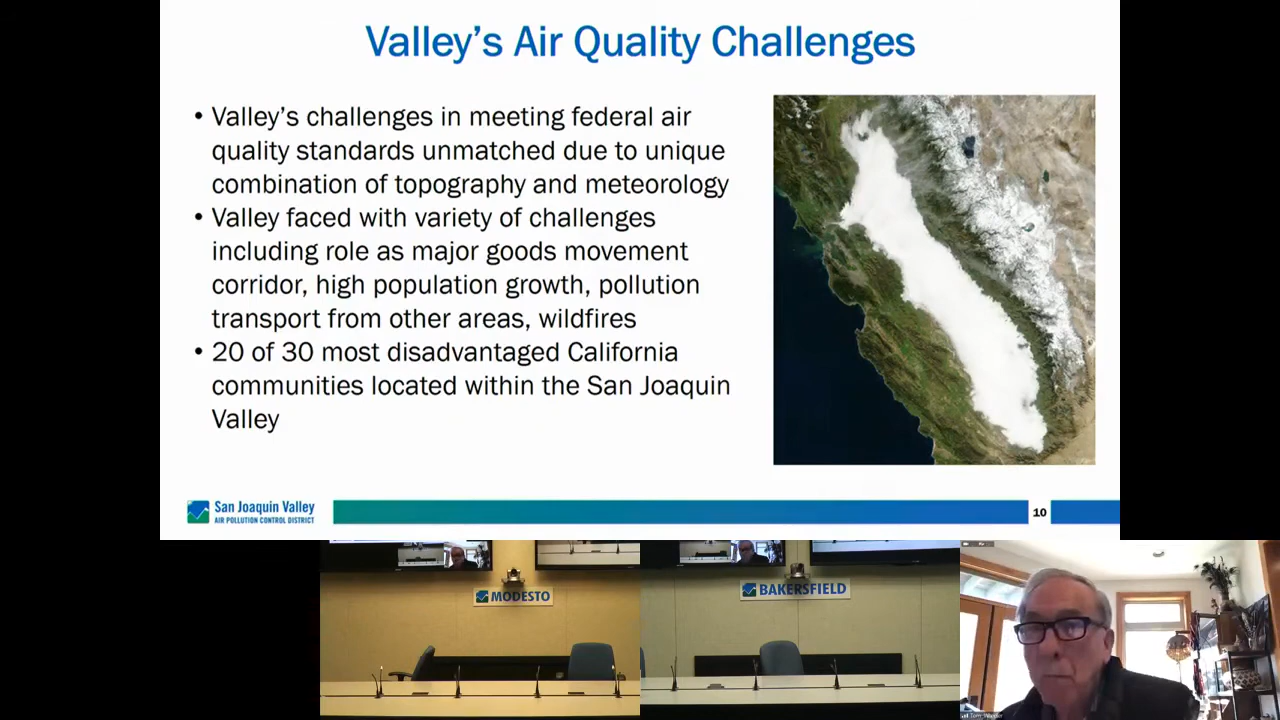 Valley’s Air Quality Challenges
• Valley’s challenges in meeting federal air
quality standards unmatched due to unique
combination of topography and meteorology
• Valley faced with variety of challenges
including role as major goods movement
corridor, high population growth, pollution
transport from other areas, wildfires
• 20 of 30 most disadvantaged California
communities located within the San Joaquin
Valley
San Joaquin Valley
AIR POLLUTION CONTROL DISTRICT
10
MODESTO
BAKERSFIELD